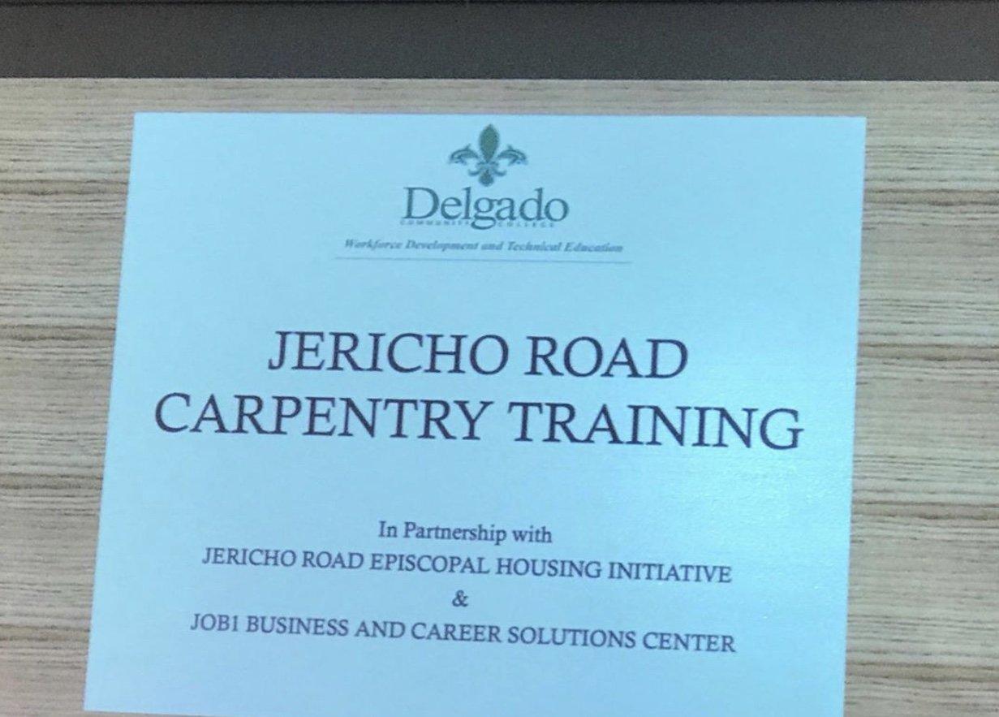 Delgado
COMMUNITY COLLEGE
Workforce Development and Technical Education
JERICHO ROAD
CARPENTRY TRAINING
In Partnership with
JERICHO ROAD EPISCOPAL HOUSING INITIATIVE
&
JOB1 BUSINESS AND CAREER SOLUTIONS CENTER